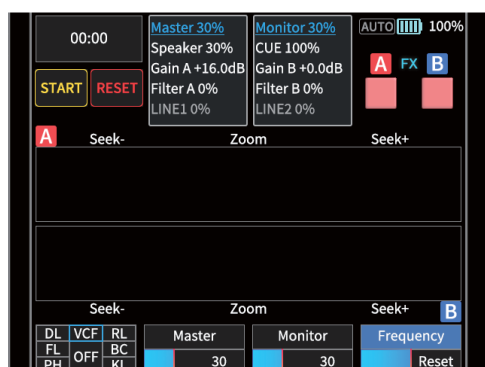 00:00
START RESET
Master 30%
Speaker 30%
Gain A +16.0dB
Filter A 0%
LINE1 0%
Monitor 30%
CUE 100%
Gain B +0.0dB
Filter B 0%
LINE2 0%
AUTO 100%
A FX B
A Seek- Zoom Seek+
Seek- Zoom Seek+ B
DL VCF RL
FL OFF BC
PH KL
Master
30
Monitor
30
Frequency
Reset